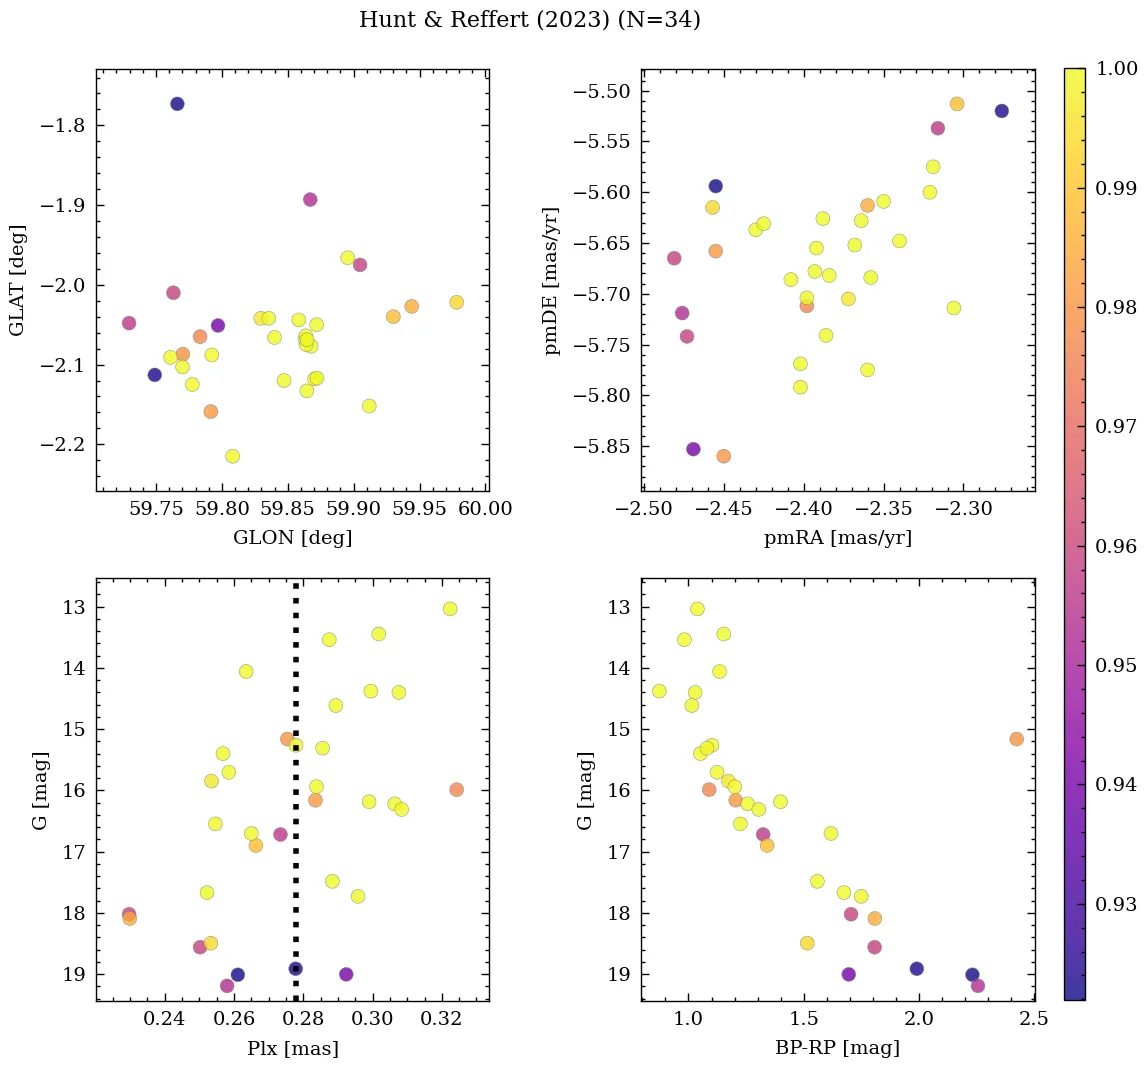 Hunt & Reffert (2023) (N=34)
−1.8
−1.9
−2.0
−2.1
−2.2
GLAT [deg]
59.75 59.80 59.85 59.90 59.95 60.00
GLON [deg]
−5.50
−5.55
−5.60
−5.65
−5.70
−5.75
−5.80
−5.85
pmDE [mas/yr]
−2.50 −2.45 −2.40 −2.35 −2.30
pmRA [mas/yr]
13
14
15
16
17
18
19
G [mag]
0.24 0.26 0.28 0.30 0.32
Plx [mas]
13
14
15
16
17
18
19
G [mag]
1.0 1.5 2.0 2.5
BP-RP [mag]
1.00
0.99
0.98
0.97
0.96
0.95
0.94
0.93